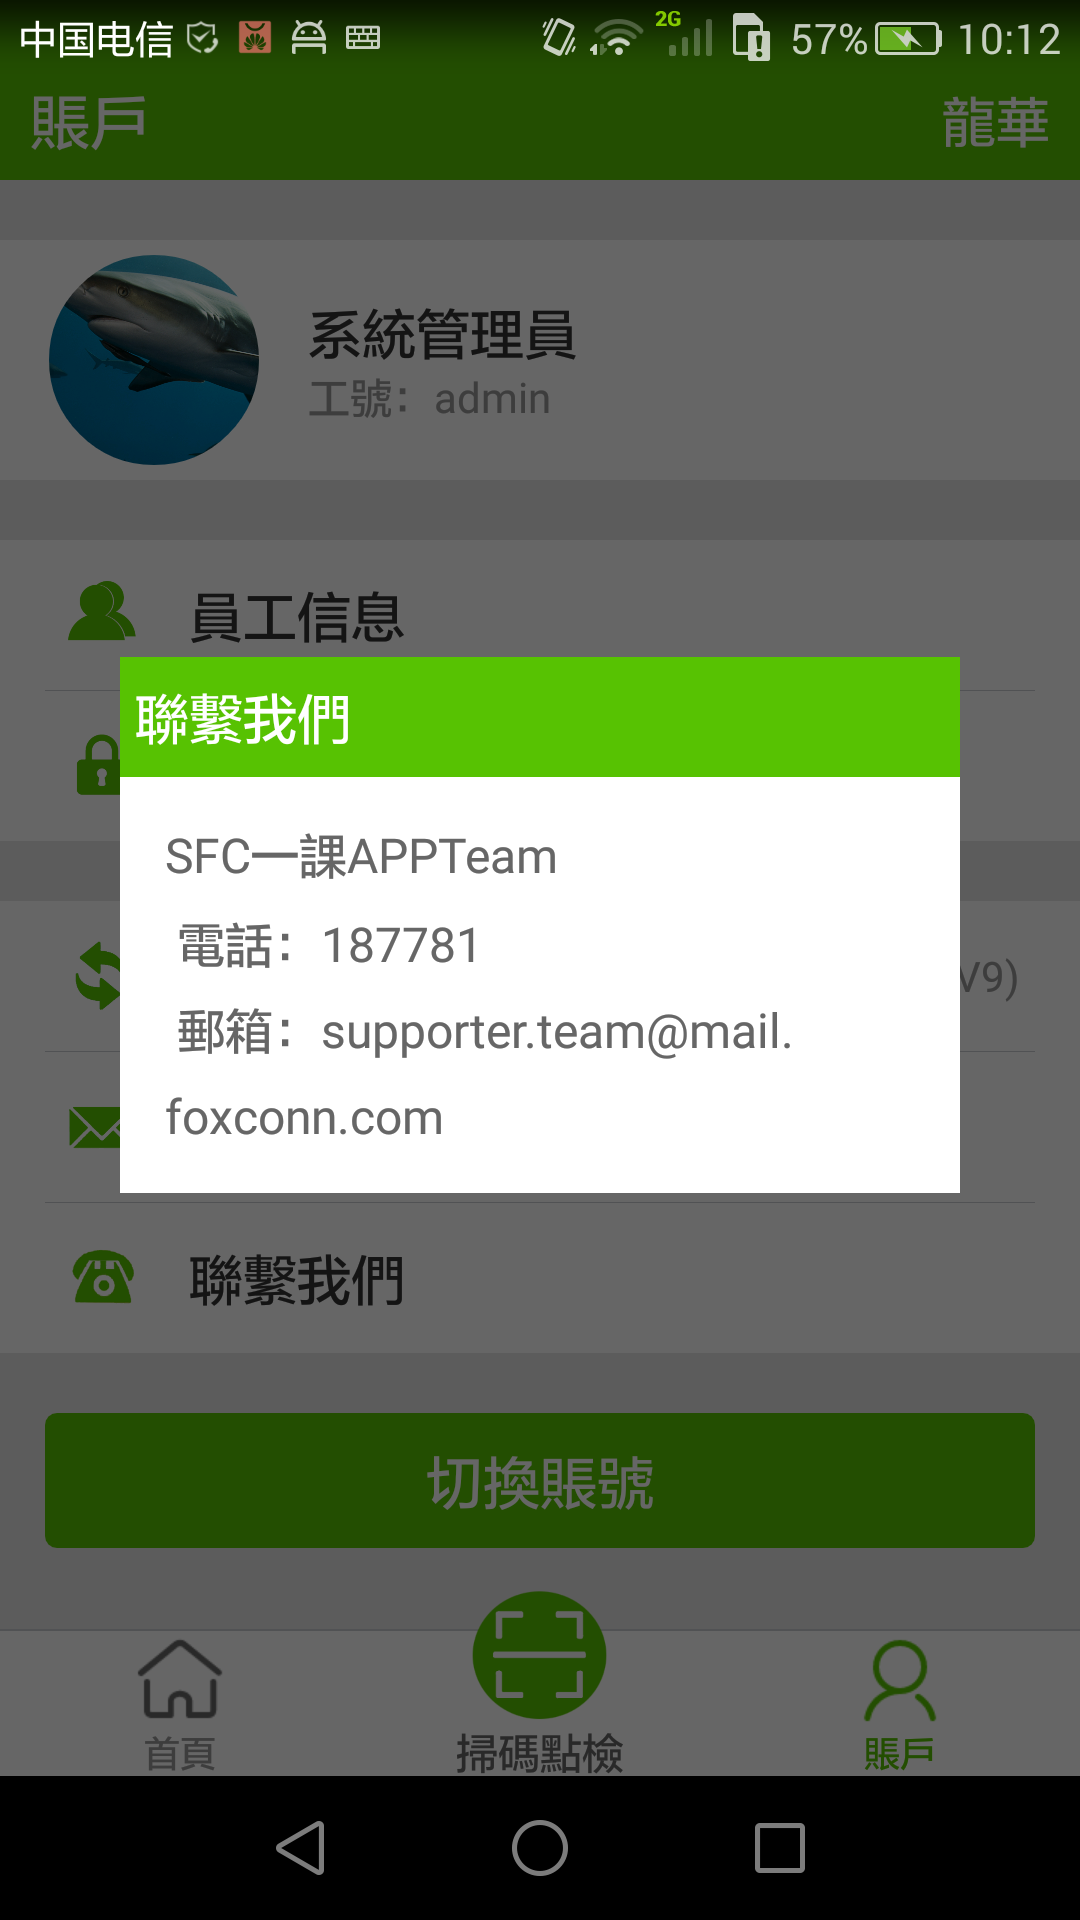 中国电信 2G 57% 10:12
賬戶 龍華
系統管理員
工號：admin
員工信息
聯繫我們
SFC一課APPTeam
電話：187781
V9)
郵箱：supporter.team@mail.
foxconn.com
聯繫我們
切換賬號
首頁 掃碼點檢 賬戶